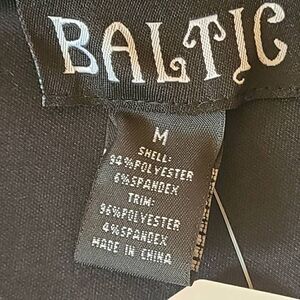 BALTIC
M
SHELL:
94%POLYESTER
6%SPANDEX
TRIM:
96%POLYESTER
4%SPANDEX
MADE IN CHINA